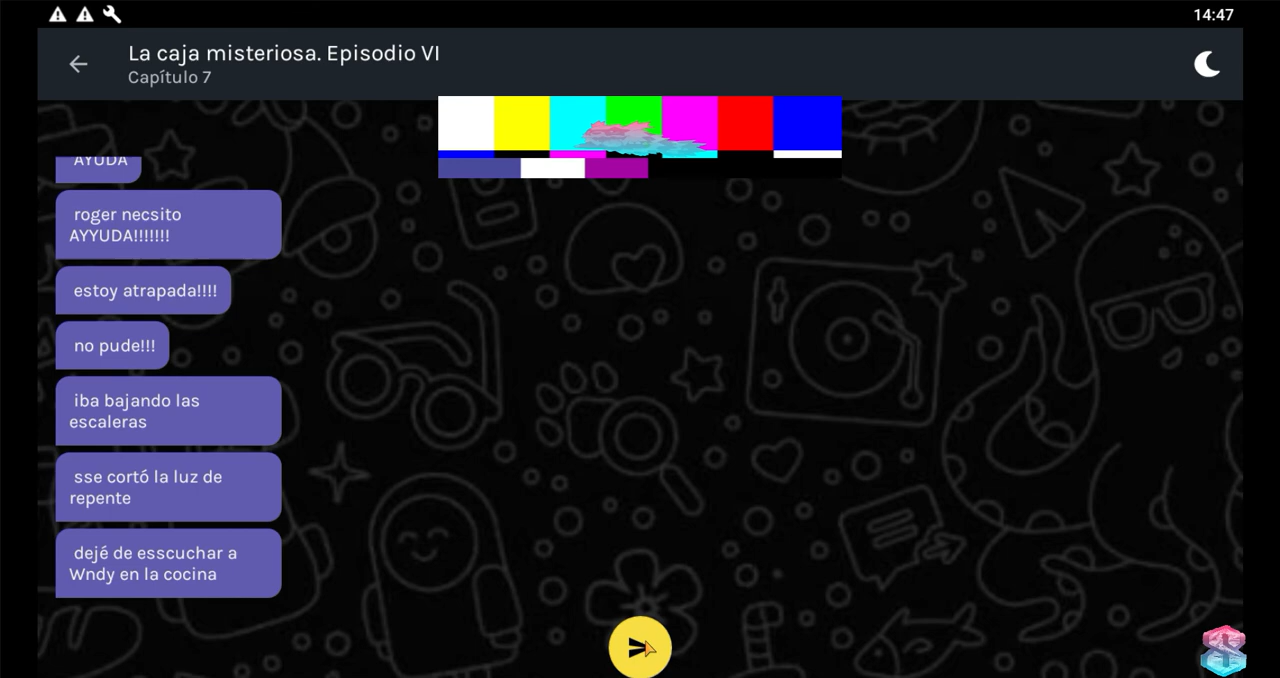 14:47
La caja misteriosa. Episodio VI
Capítulo 7
AYUDA
roger necsito
AYYUDA!!!!!!!
estoy atrapada!!!!
no pude!!!
iba bajando las
escaleras
sse cortó la luz de
repente
dejé de esscuchar a
Wndy en la cocina